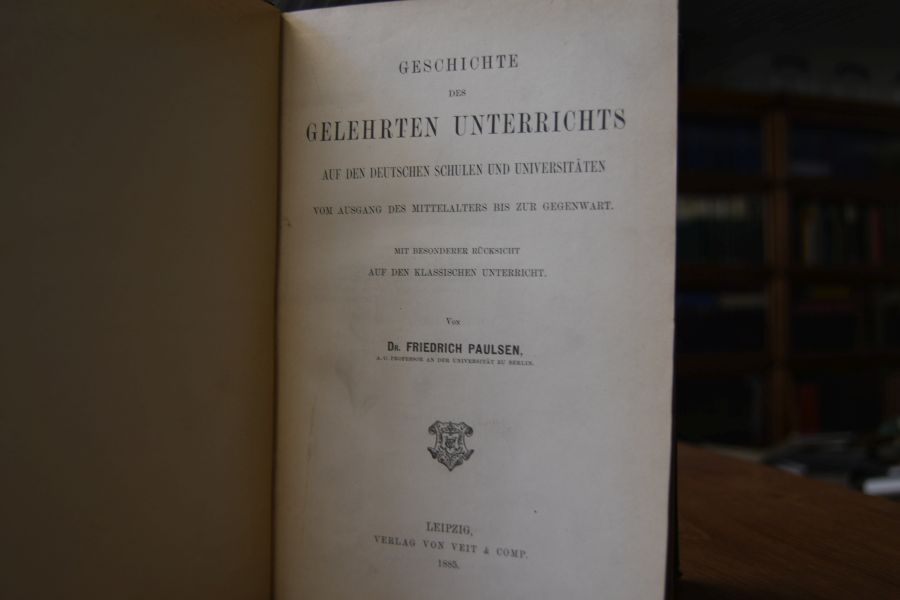 GESCHICHTE
DES
GELEHRTEN UNTERRICHTS
AUF DEN DEUTSCHEN SCHULEN UND UNIVERSITÄTEN
VOM AUSGANG DES MITTELALTERS BIS ZUR GEGENWART.
MIT BESONDERER RÜCKSICHT
AUF DEN KLASSISCHEN UNTERRICHT.
VON
DR. FRIEDRICH PAULSEN,
A. O. PROFESSOR AN DER UNIVERSITÄT ZU BERLIN.
LEIPZIG,
VERLAG VON VEIT & COMP.
1885.